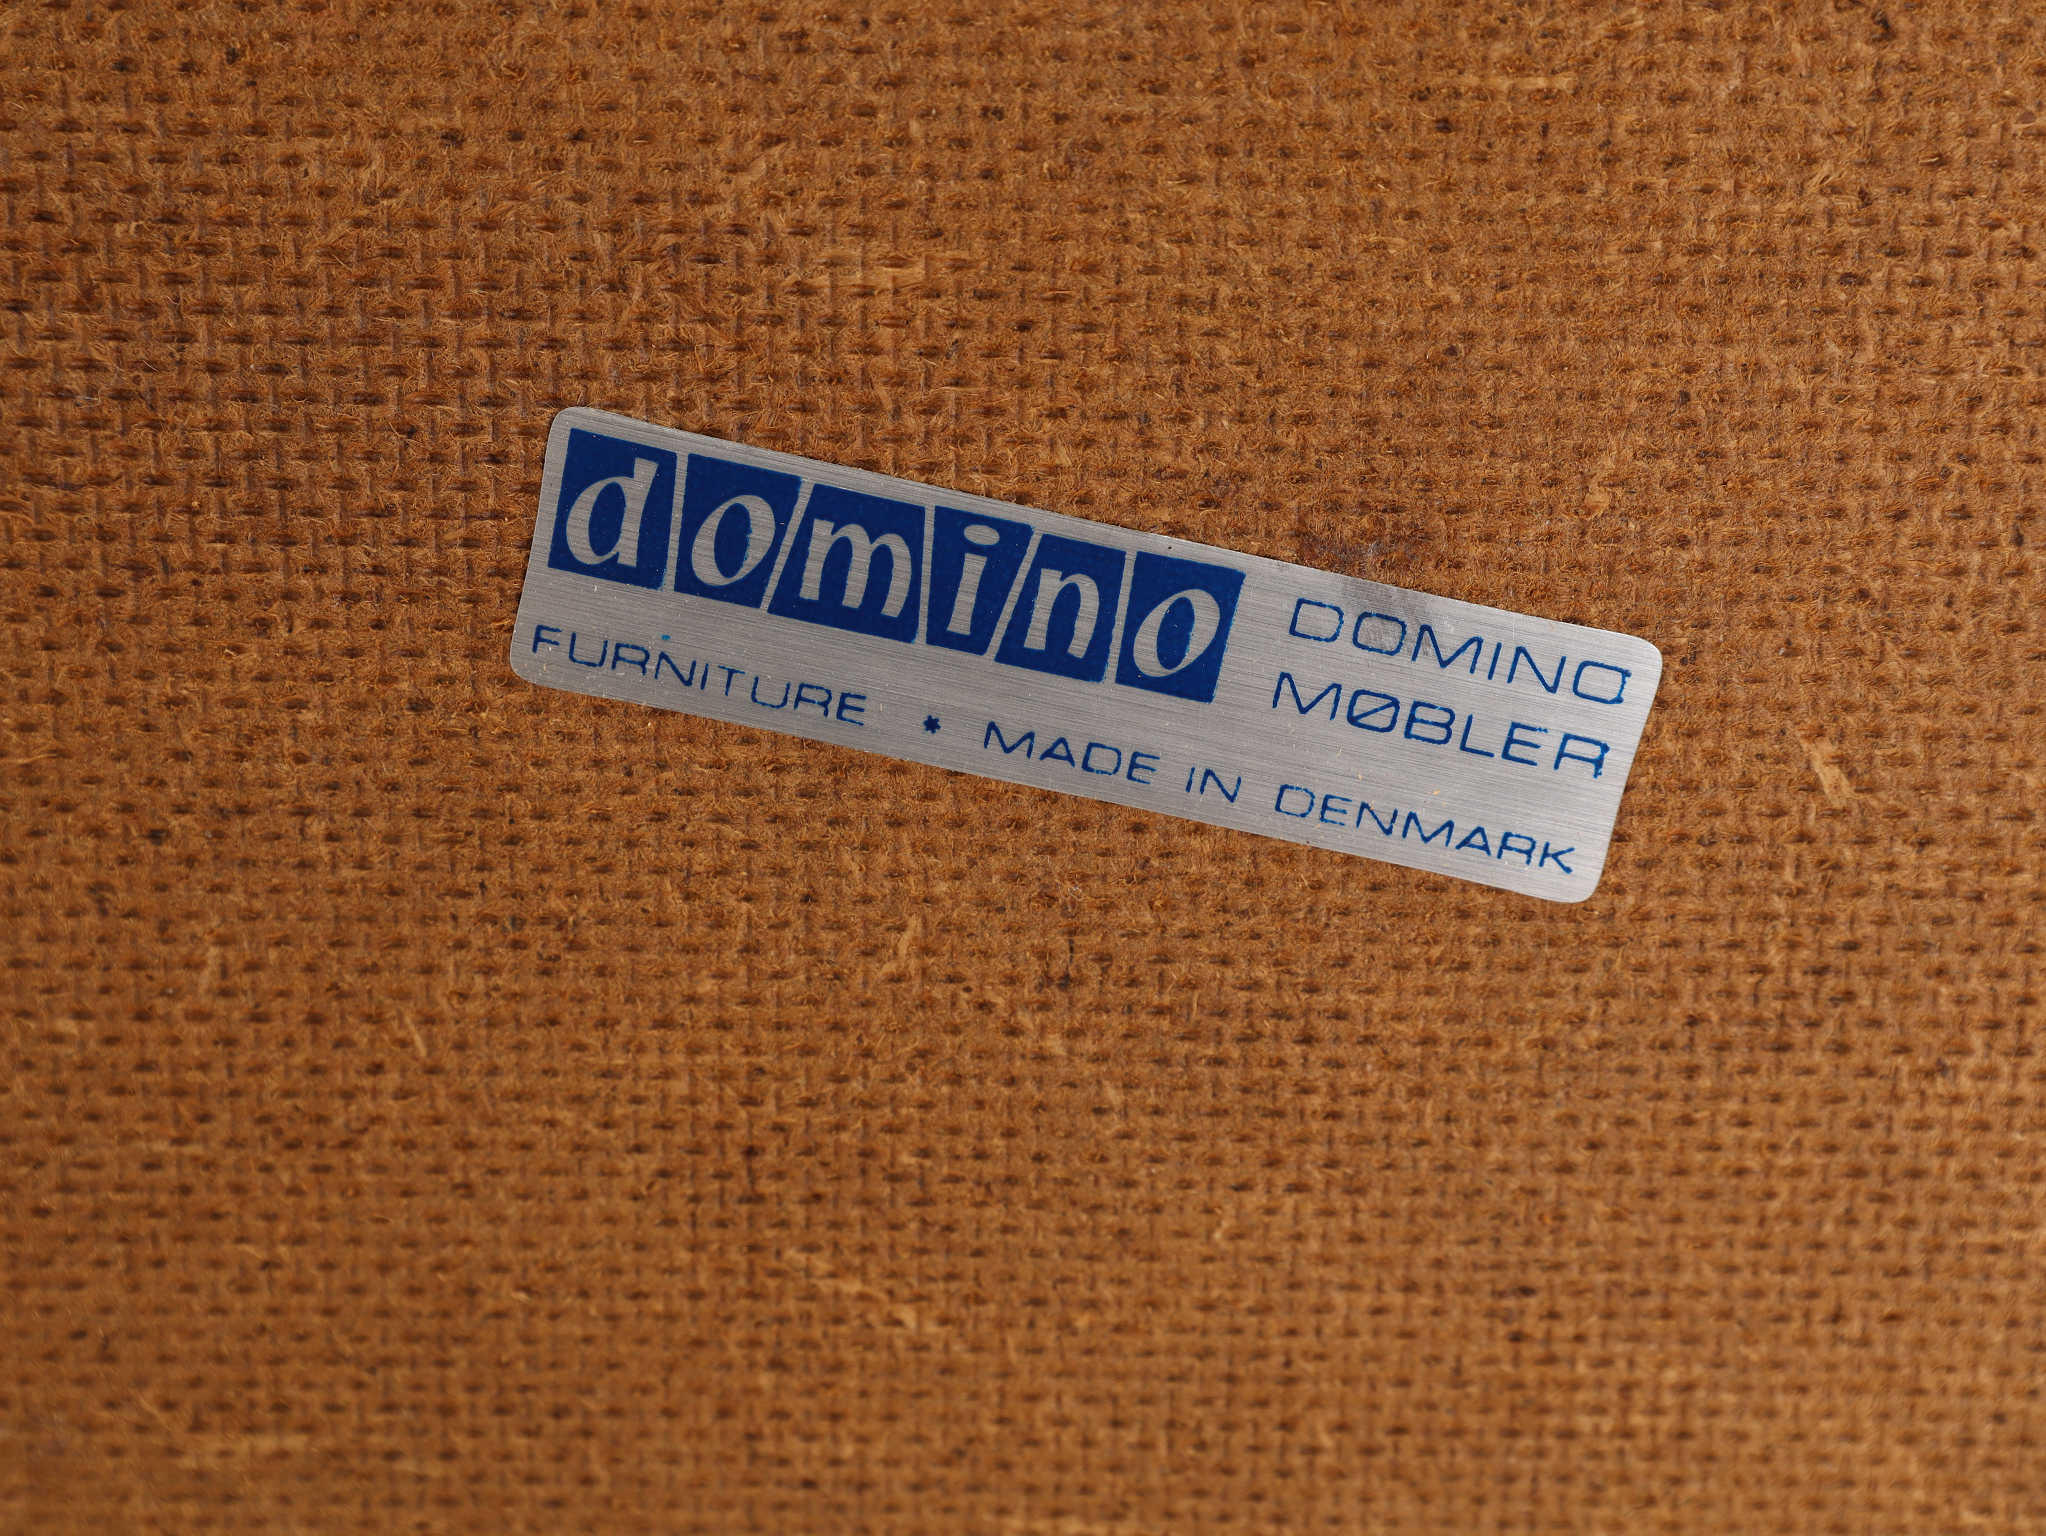 domino
DOMINO
MØBLER
FURNITURE * MADE IN DENMARK